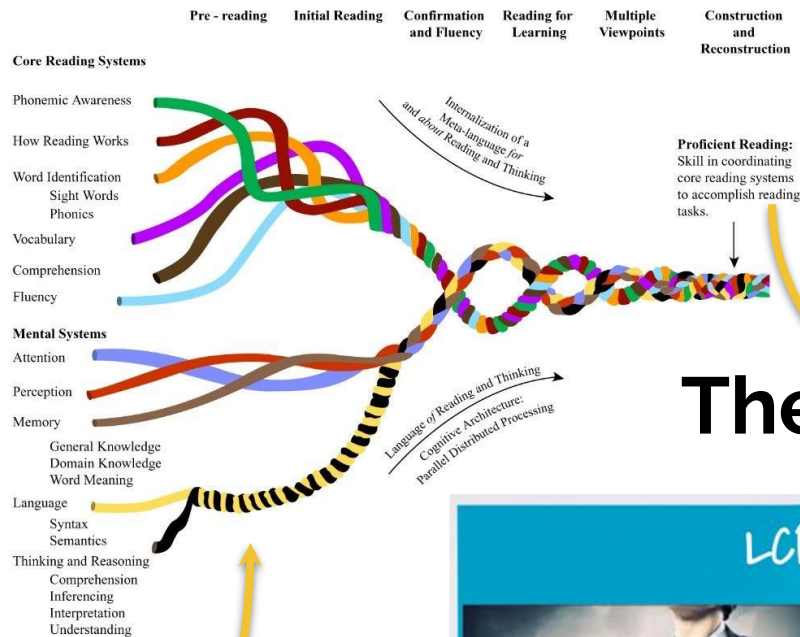 Pre - reading
Initial Reading
Confirmation
and Fluency
Reading for
Learning
Multiple
Viewpoints
Construction
and
Reconstruction
Core Reading Systems
Phonemic Awareness
How Reading Works
Word Identification
Sight Words
Phonics
Vocabulary
Comprehension
Fluency
Internalization of a
Meta-language for
and about Reading and Thinking
Proficient Reading:
Skill in coordinating
core reading systems
to accomplish reading
tasks.
Mental Systems
Attention
Perception
Memory
General Knowledge
Domain Knowledge
Word Meaning
Language
Syntax
Semantics
Thinking and Reasoning
Comprehension
Inferencing
Interpretation
Understanding
Language of Reading and Thinking
Cognitive Architecture:
Parallel Distributed Processing
The